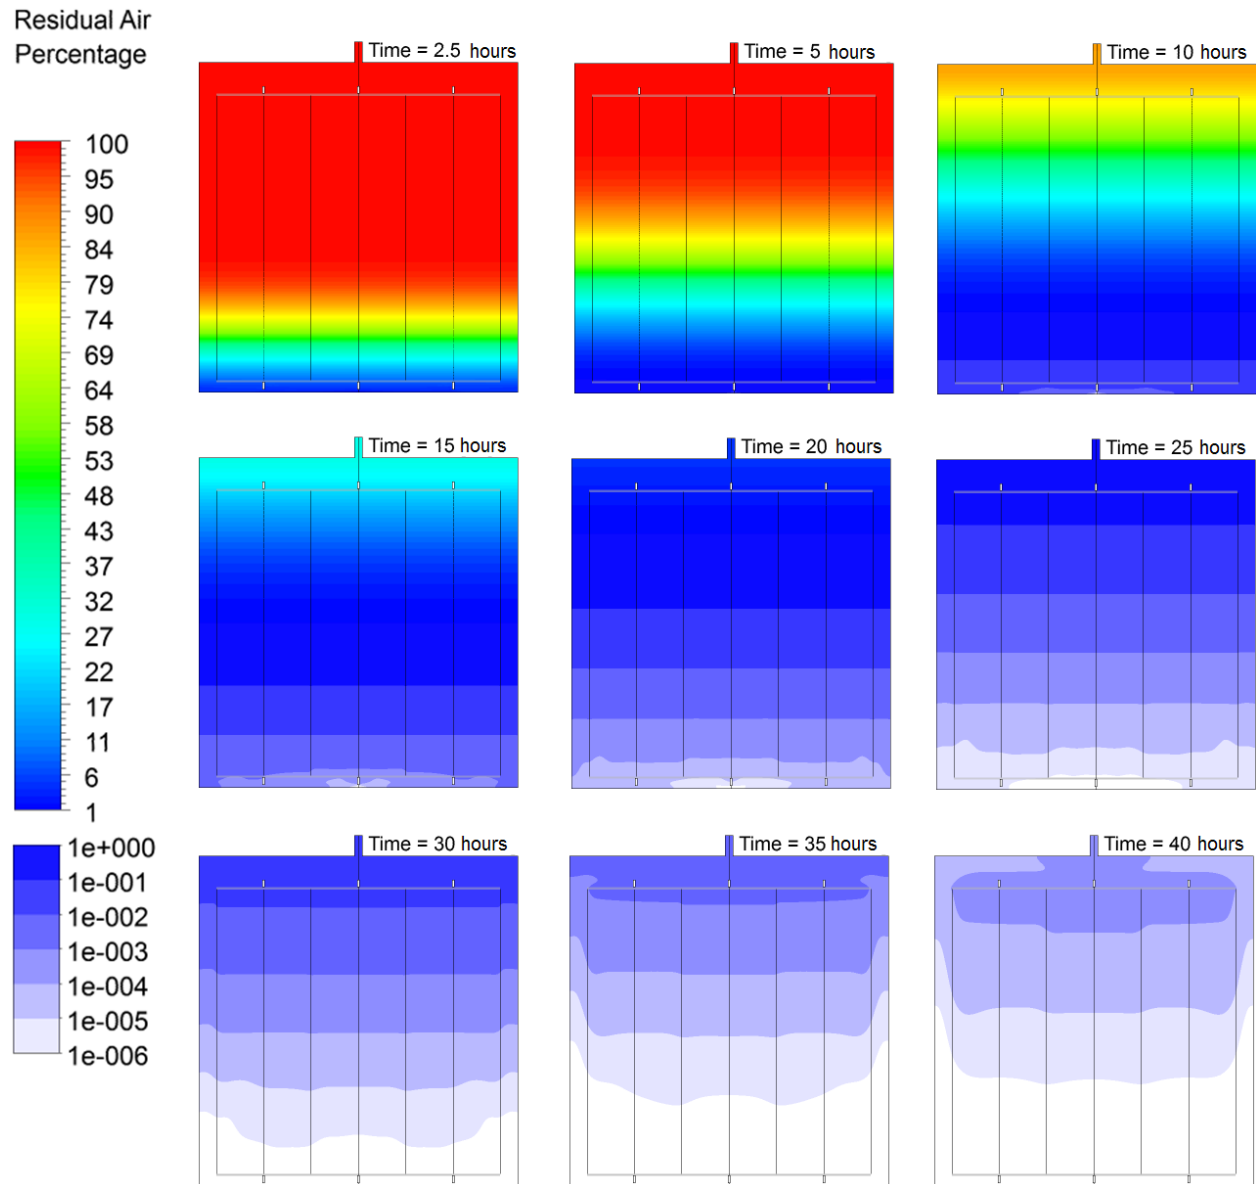 Residual Air
Percentage
Time = 2.5 hours
Time = 5 hours
Time = 10 hours
100
95
90
84
79
74
69
64
58
53
48
43
37
32
27
22
17
11
6
1
Time = 15 hours
Time = 20 hours
Time = 25 hours
1e+000
1e-001
1e-002
1e-003
1e-004
1e-005
1e-006
Time = 30 hours
Time = 35 hours
Time = 40 hours